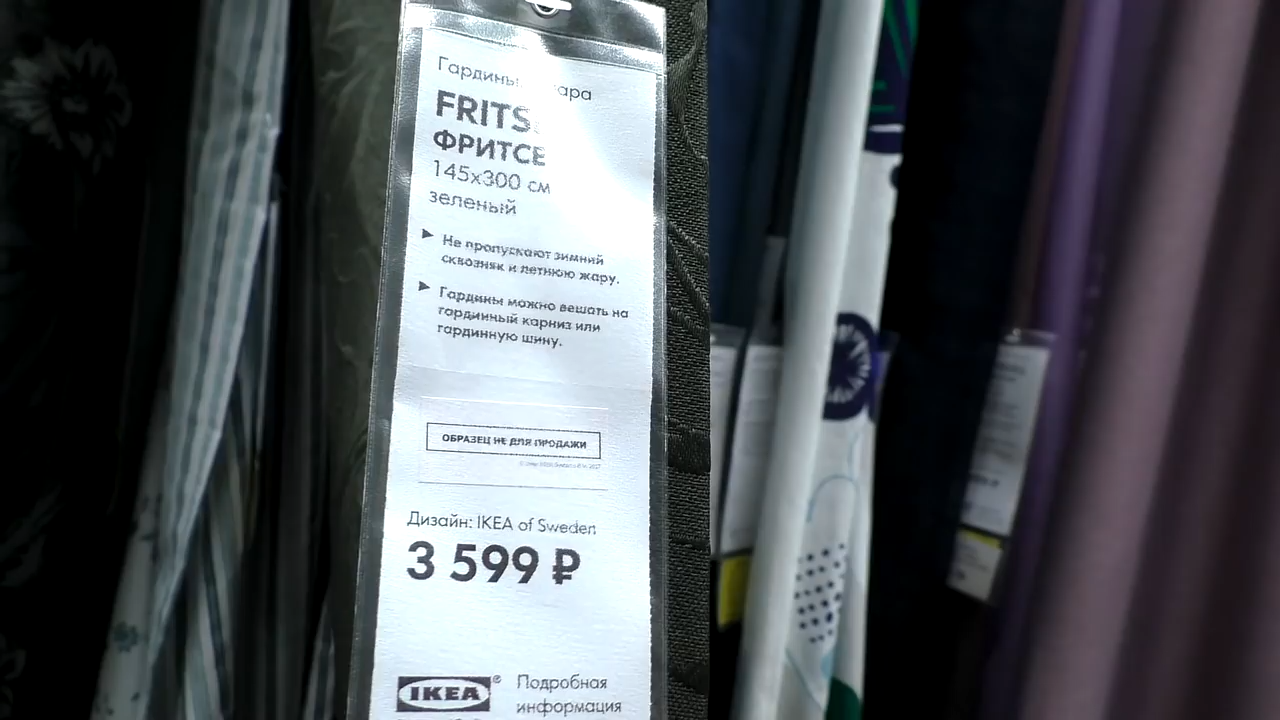 Гардины
FRITS
ФРИТСЕ
145х300 см
зеленый
Не пропускают зимний
сквозняк и летнюю жару.
Гардины можно вешать на
гардинный карниз или
гардинную шину.
ОБРАЗЕЦ НЕ ДЛЯ ПРОДАЖИ
Дизайн: IKEA of Sweden
3 599 ₽
IKEA®
Подробная
информация